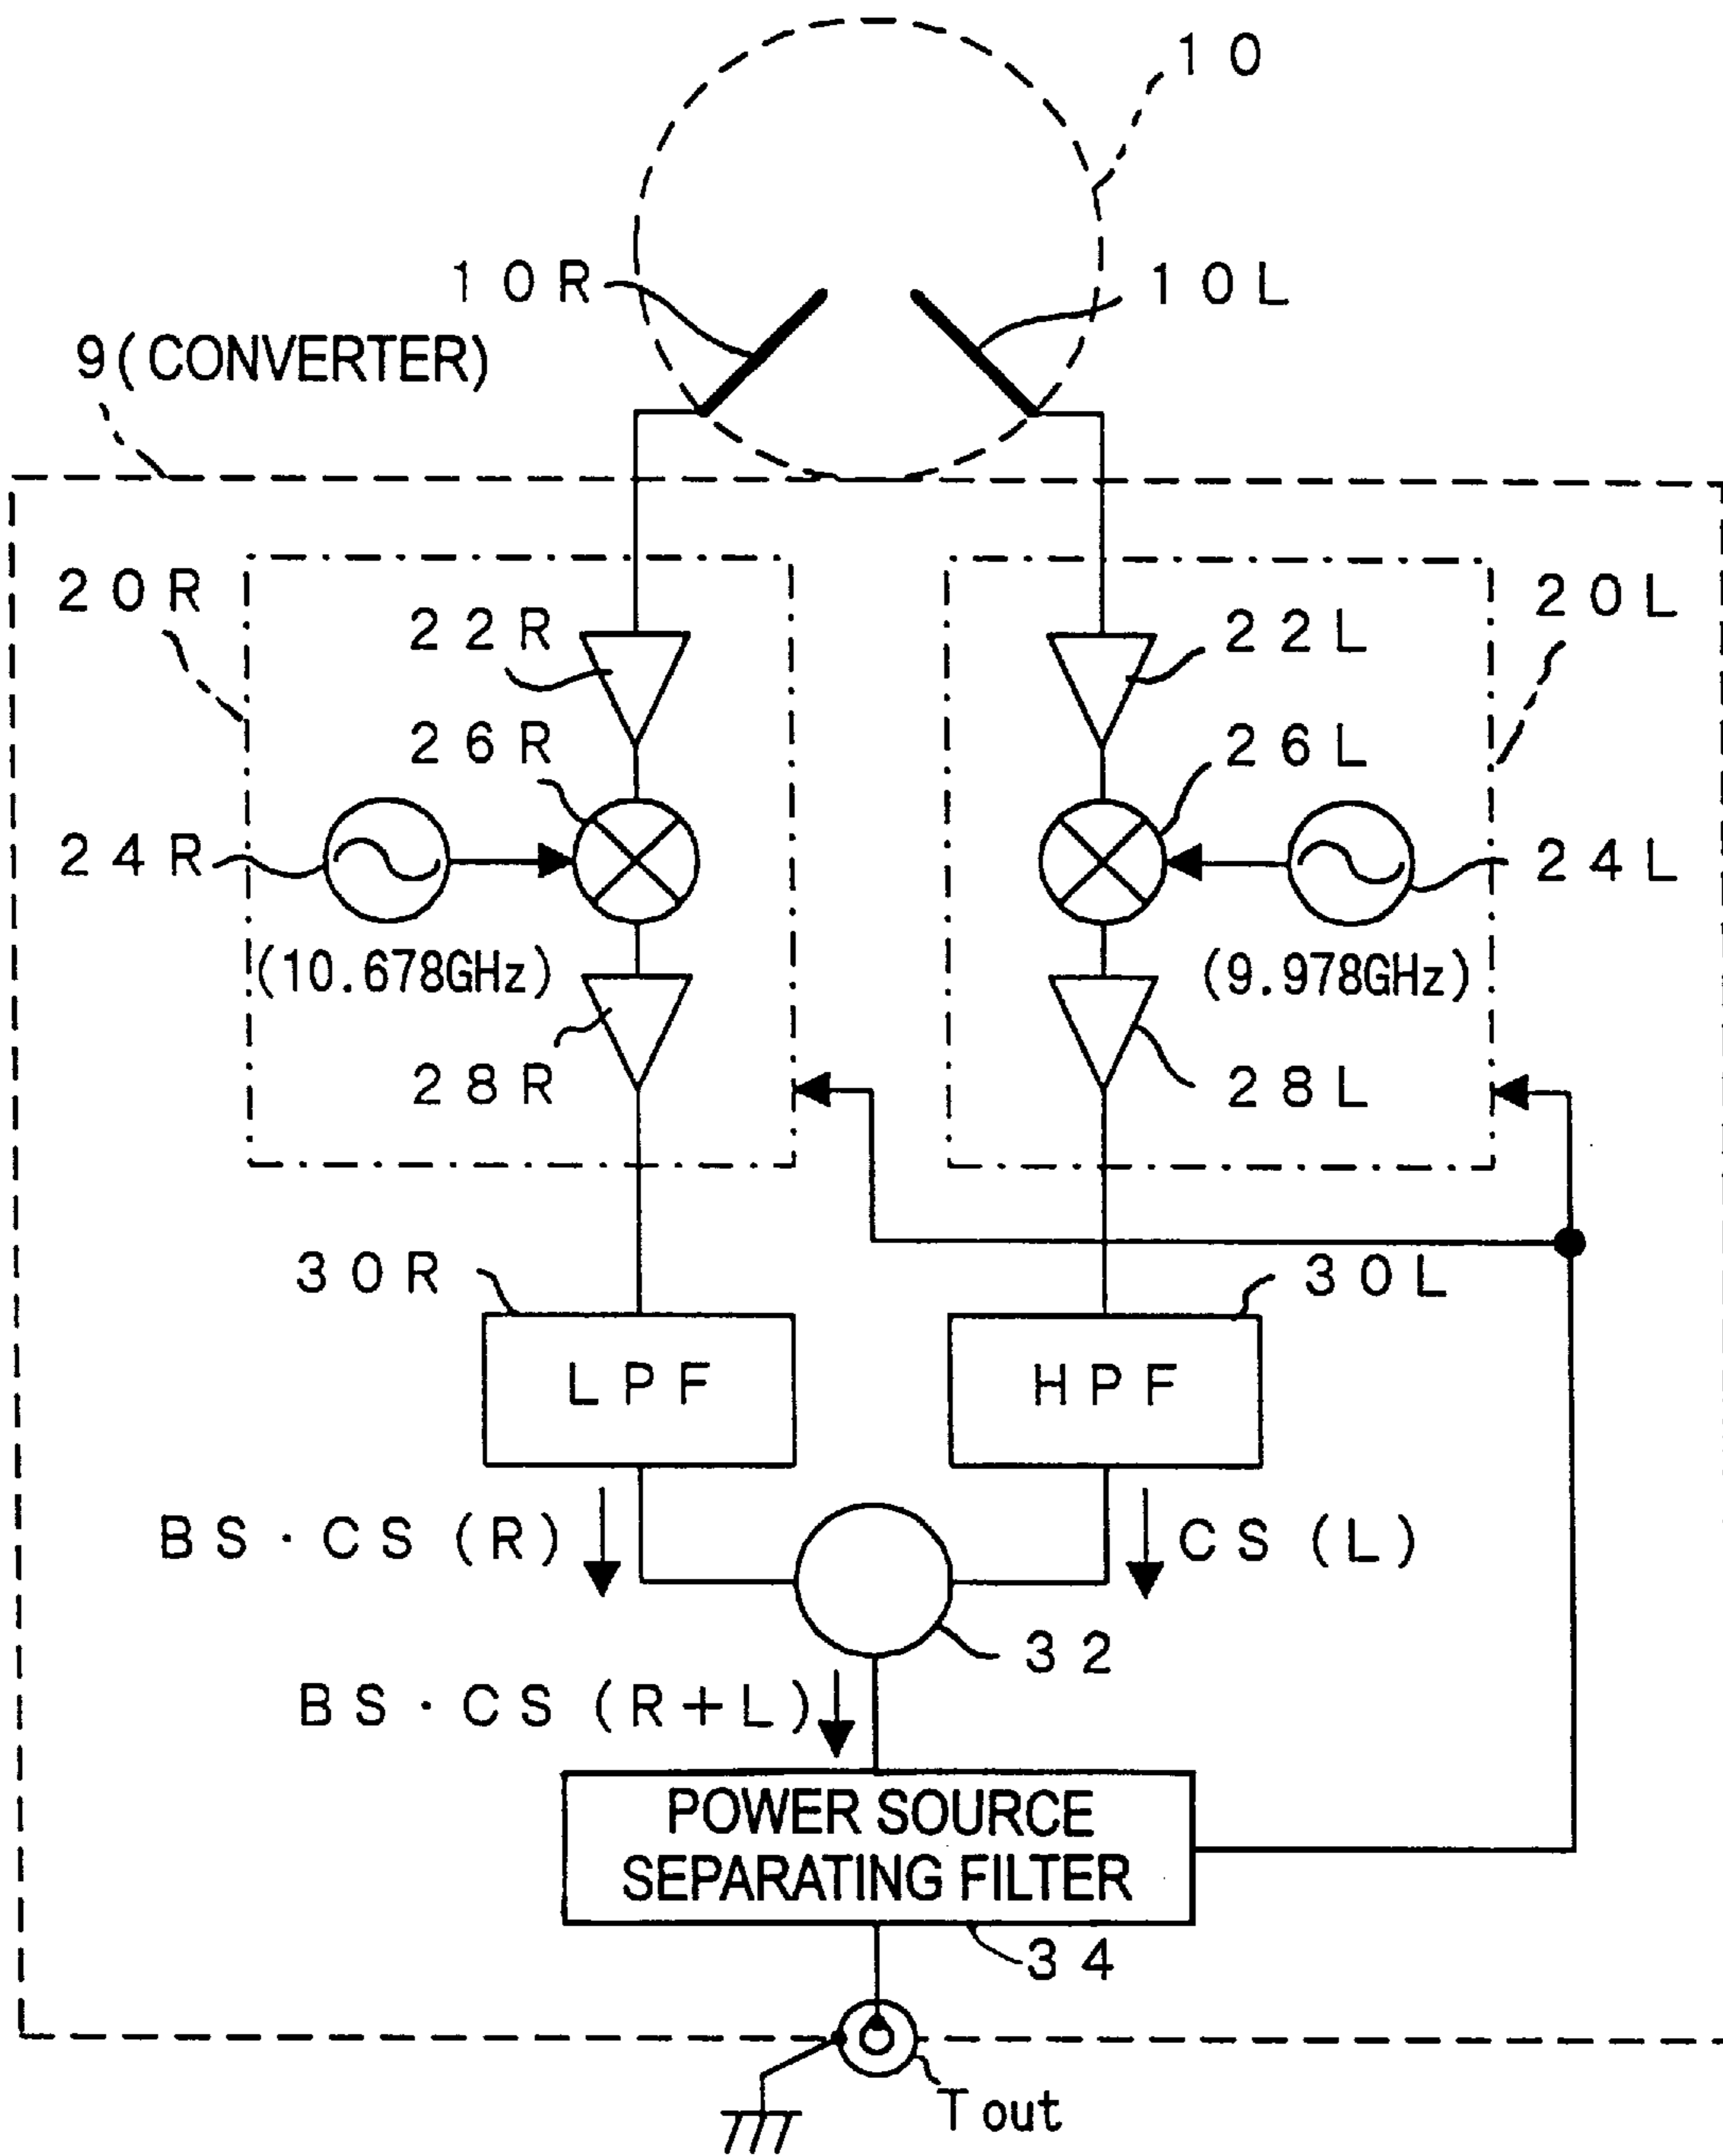 10
10R
10L
9(CONVERTER)
20R
20L
22R
22L
26R
26L
24R
24L
(10.678GHz)
(9.978GHz)
28R
28L
30R
30L
LPF
HPF
BS・CS(R)
CS(L)
32
BS・CS(R+L)
POWER SOURCE
SEPARATING FILTER
34
Tout